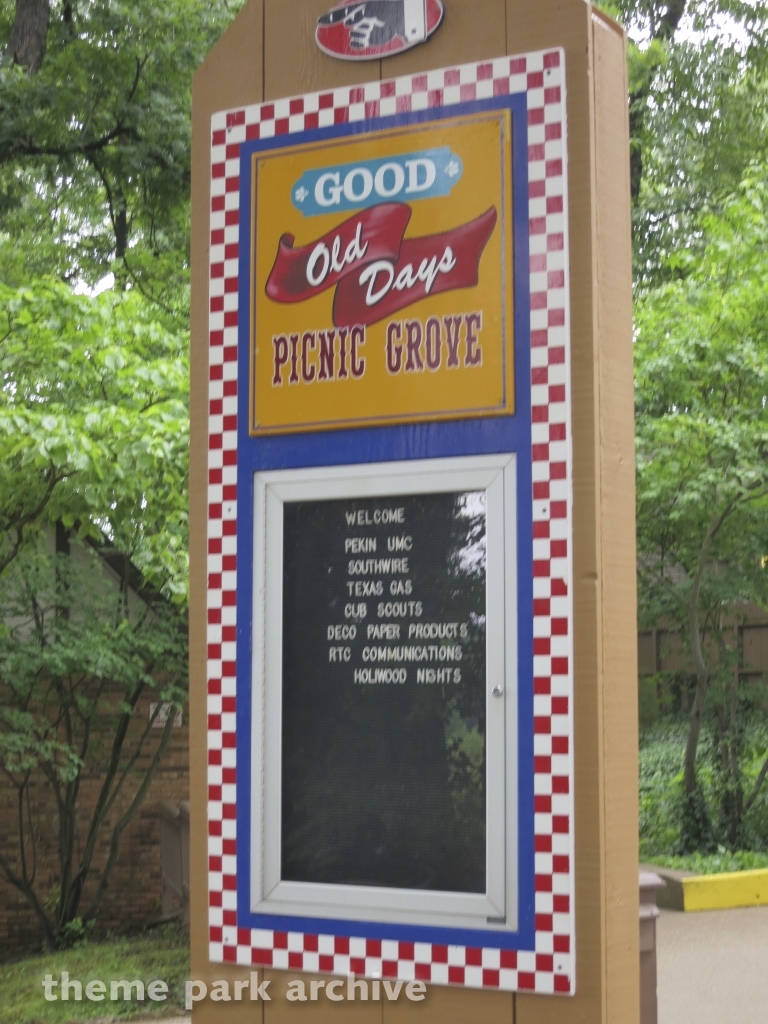 GOOD
Old
Days
PICNIC GROVE
WELCOME
PEKIN UMC
SOUTHWIRE
TEXAS GAS
CUB SCOUTS
DECO PAPER PRODUCTS
RTC COMMUNICATIONS
HOLIWOOD NIGHTS
theme park archive